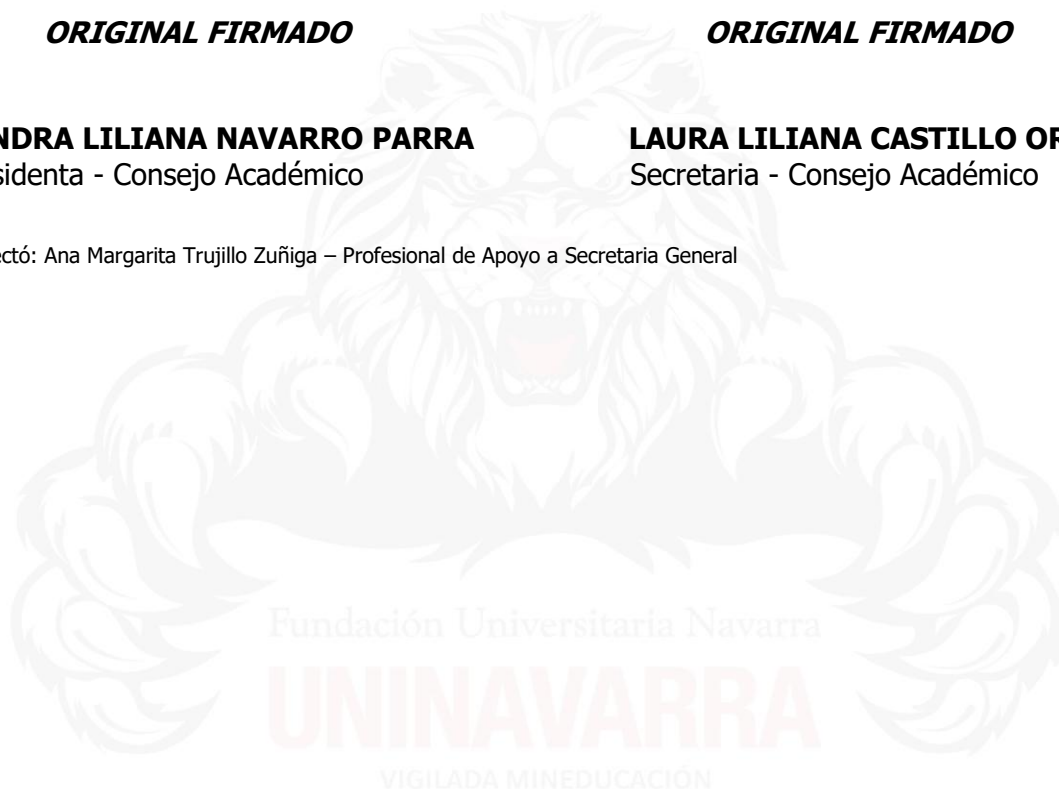 ORIGINAL FIRMADO ORIGINAL FIRMADO
NDRA LILIANA NAVARRO PARRA LAURA LILIANA CASTILLO OR
sidenta - Consejo Académico Secretaria - Consejo Académico
ectó: Ana Margarita Trujillo Zuñiga – Profesional de Apoyo a Secretaria General
Fundación Universitaria Navarra
UNINAVARRA
VIGILADA MINEDUCACIÓN